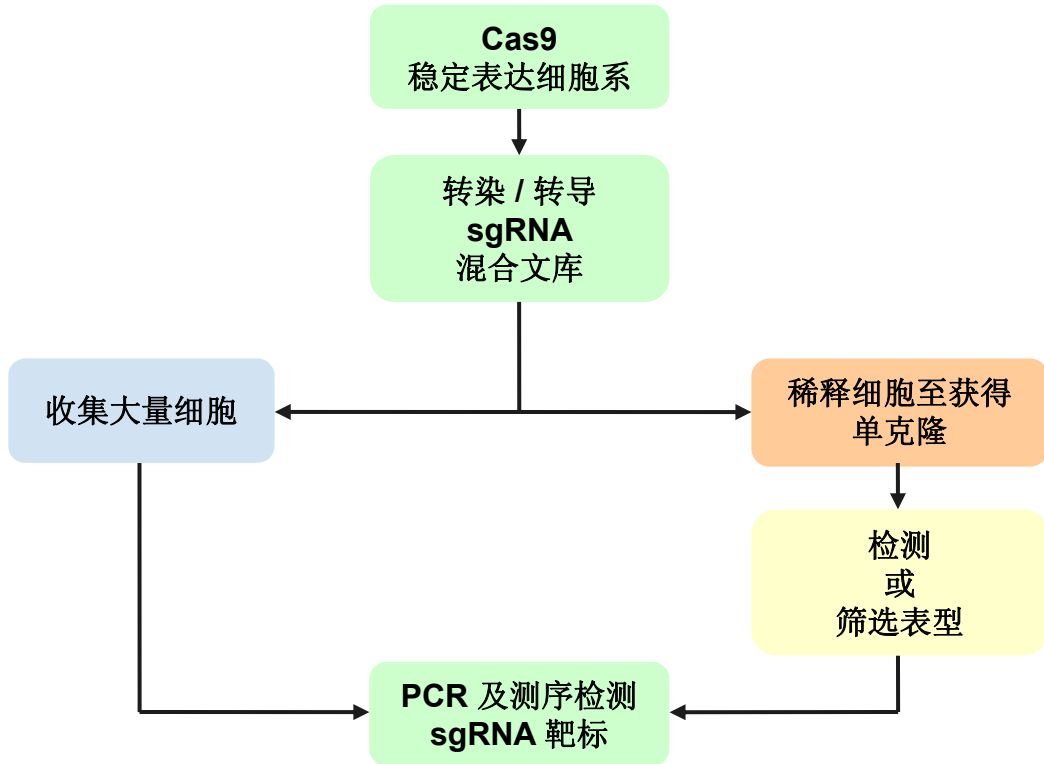 Cas9
稳定表达细胞系
转染 / 转导
sgRNA
混合文库
收集大量细胞
稀释细胞至获得
单克隆
检测
或
筛选表型
PCR 及测序检测
sgRNA 靶标